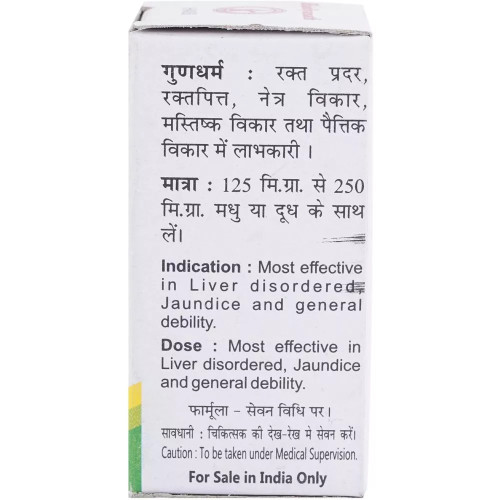 गुणधर्म : रक्त प्रदर,
रक्तपित्त, नेत्र विकार,
मस्तिष्क विकार तथा पैत्तिक
विकार में लाभकारी ।
मात्रा : 125 मि.ग्रा. से 250
मि.ग्रा. मधु या दूध के साथ
लें।
Indication : Most effective
in Liver disordered,
Jaundice and general
debility.
Dose : Most effective in
Liver disordered, Jaundice
and general debility.
फार्मूला – सेवन विधि पर।
सावधानी : चिकित्सक की देख-रेख मे सेवन करें।
Caution : To be taken under Medical Supervision.
For Sale in India Only